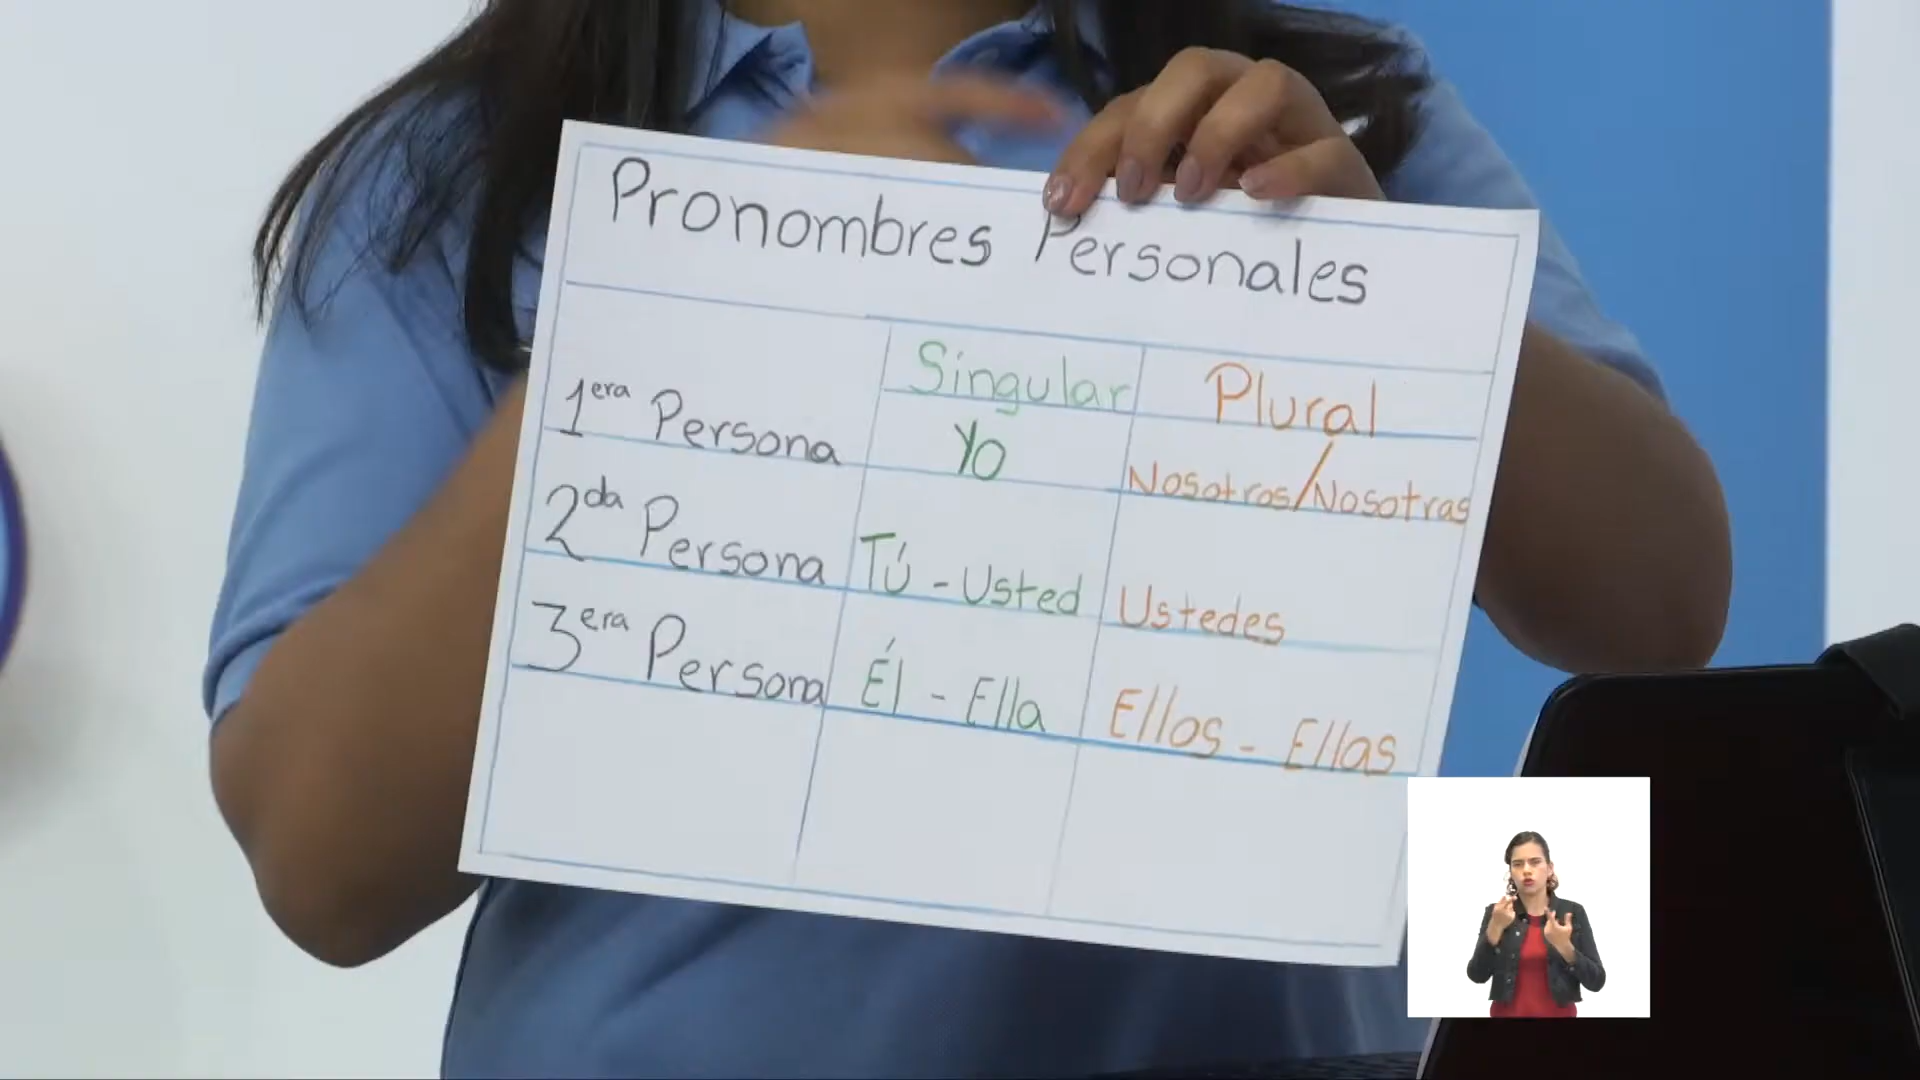 Pronombres Personales
Singular Plural
1era Persona Yo Nosotros/Nosotras
2da Persona Tú - Usted Ustedes
3era Persona Él - Ella Ellos - Ellas